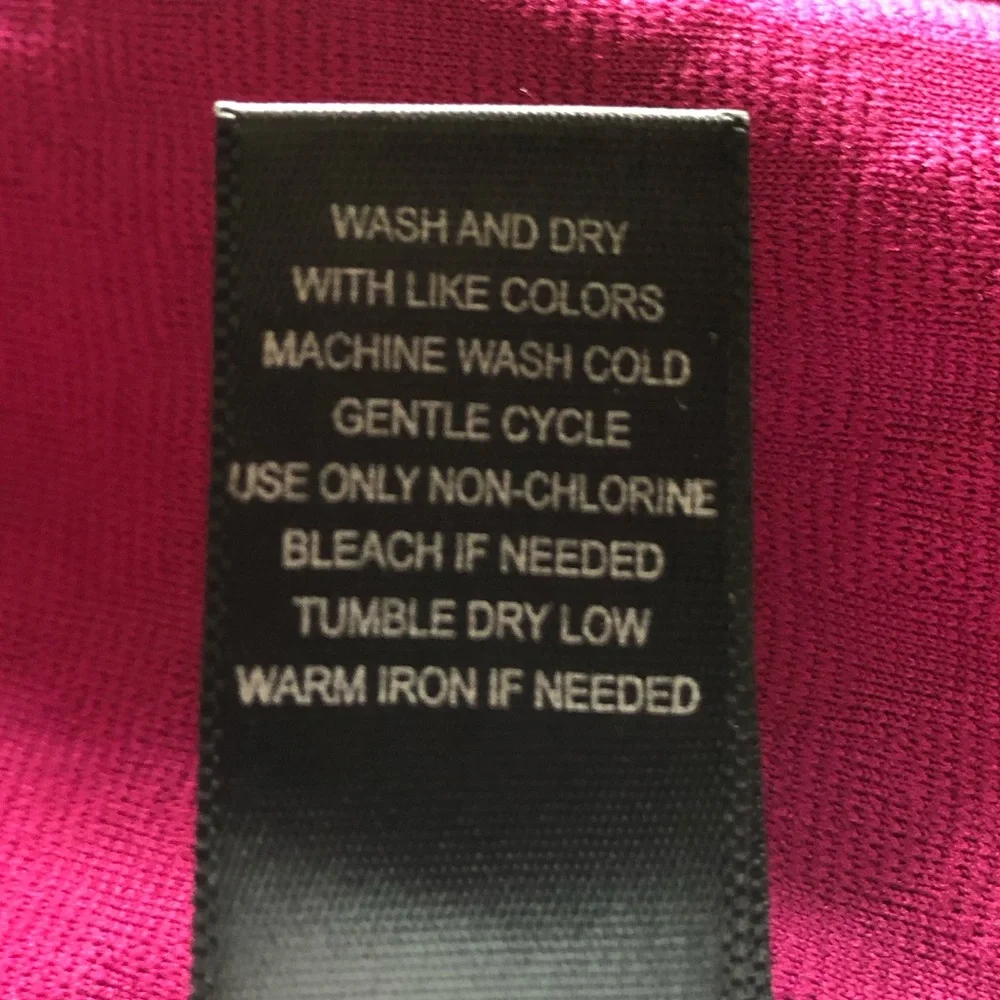 WASH AND DRY
WITH LIKE COLORS
MACHINE WASH COLD
GENTLE CYCLE
USE ONLY NON-CHLORINE
BLEACH IF NEEDED
TUMBLE DRY LOW
WARM IRON IF NEEDED